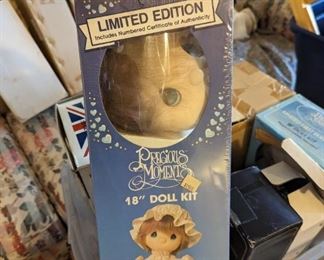 LIMITED EDITION
Includes Numbered Certificate of Authenticity
PRECIOUS
MOMENTS
18" DOLL KIT